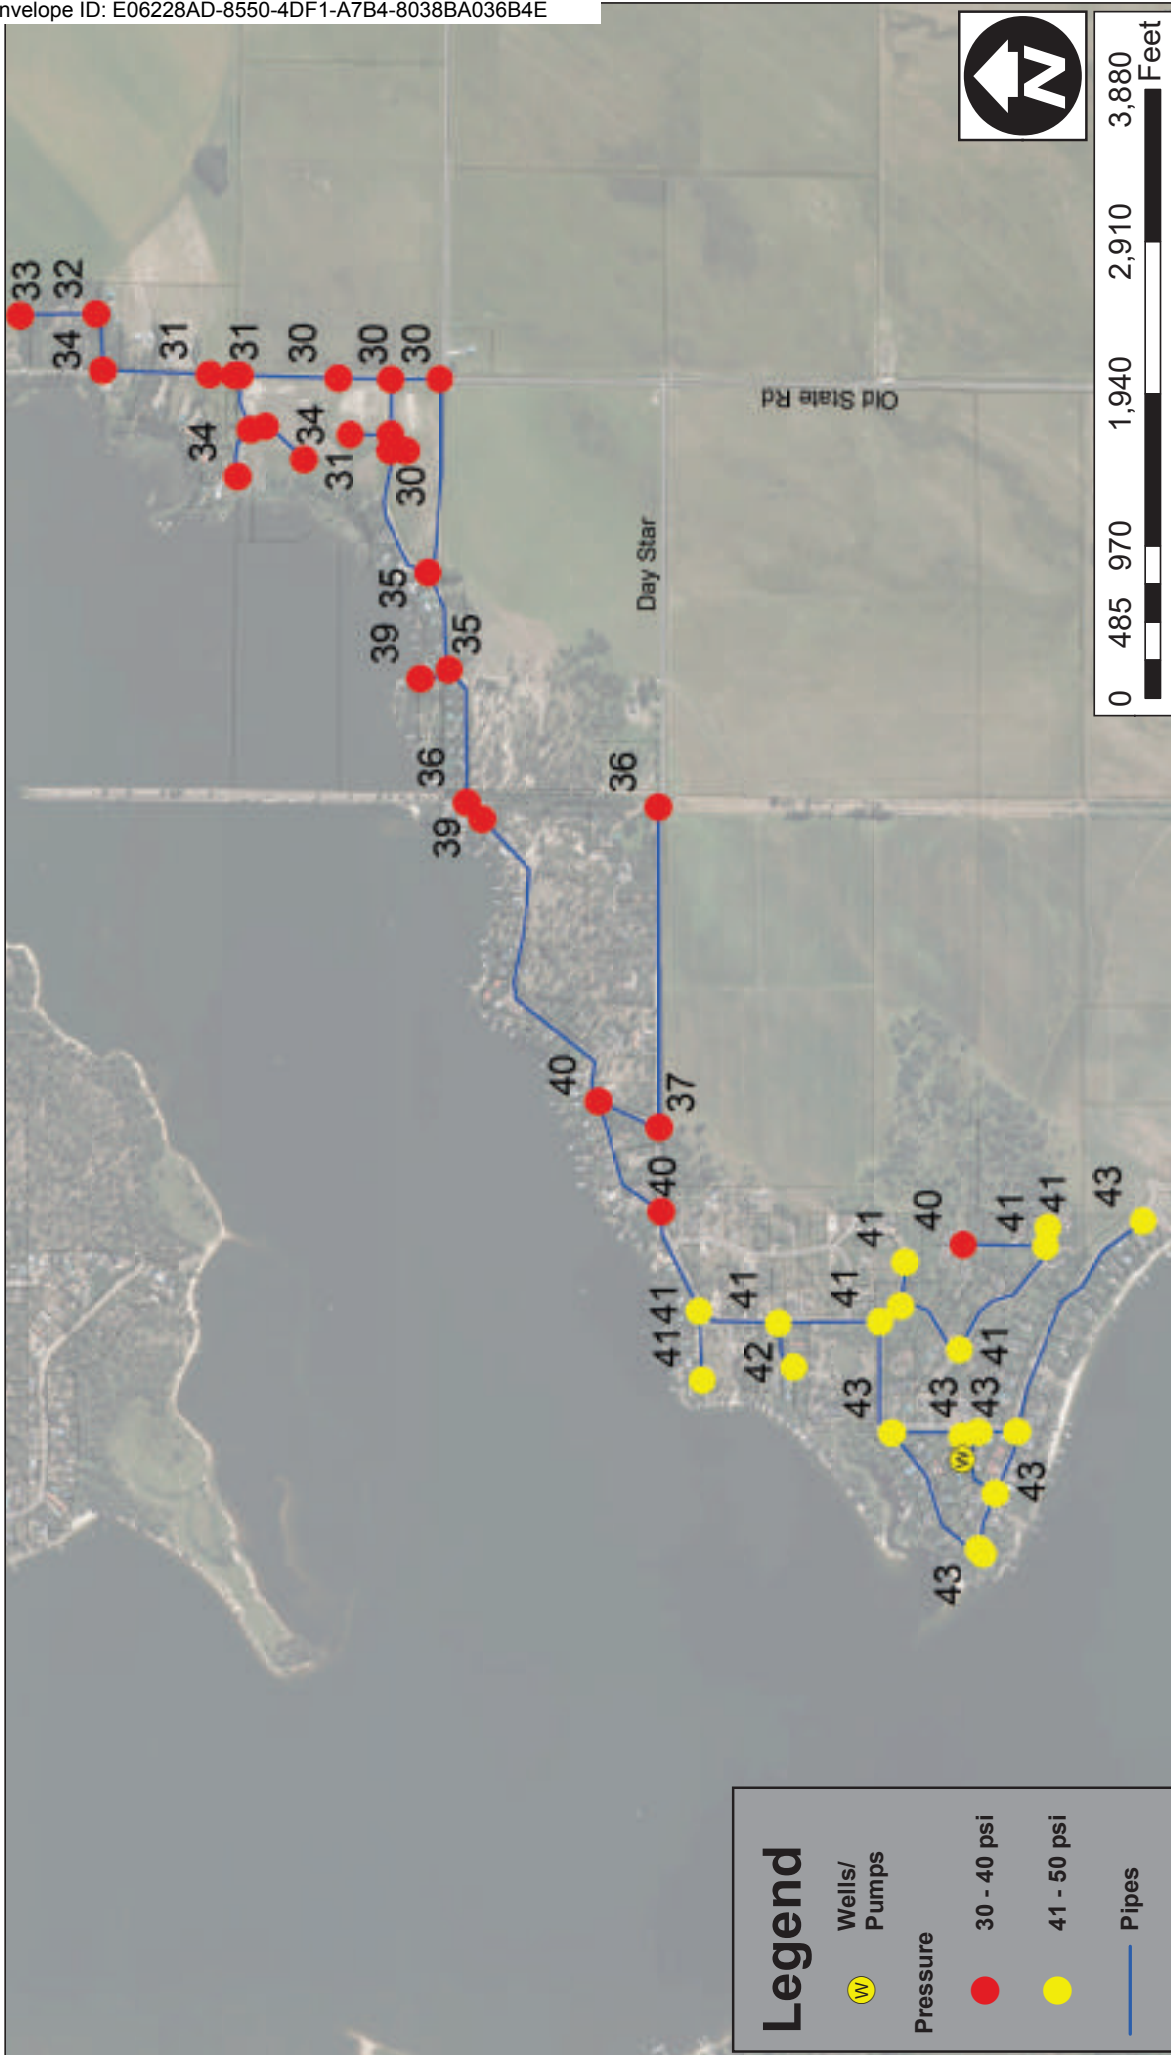 nvelope ID: E06228AD-8550-4DF1-A7B4-8038BA036B4E
Legend
W
Wells/
Pumps
Pressure
30 - 40 psi
41 - 50 psi
Pipes
33
32
34
31
31
30
30
30
34
34
31
30
35
39
35
36
39
36
40
37
40
41
41
41
42
41
41
40
41
41
43
41
43
43
43
43
43
W
Day Star
Old State Rd
N
0 485 970 1,940 2,910 3,880
Feet